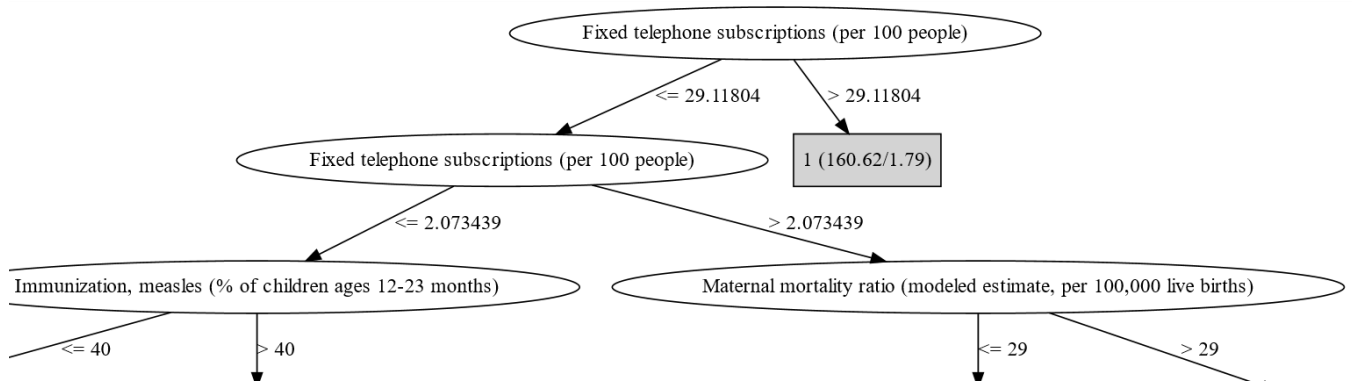 Fixed telephone subscriptions (per 100 people)
<= 29.11804
> 29.11804
Fixed telephone subscriptions (per 100 people)
1 (160.62/1.79)
<= 2.073439
> 2.073439
Immunization, measles (% of children ages 12-23 months)
Maternal mortality ratio (modeled estimate, per 100,000 live births)
<= 40
> 40
<= 29
> 29